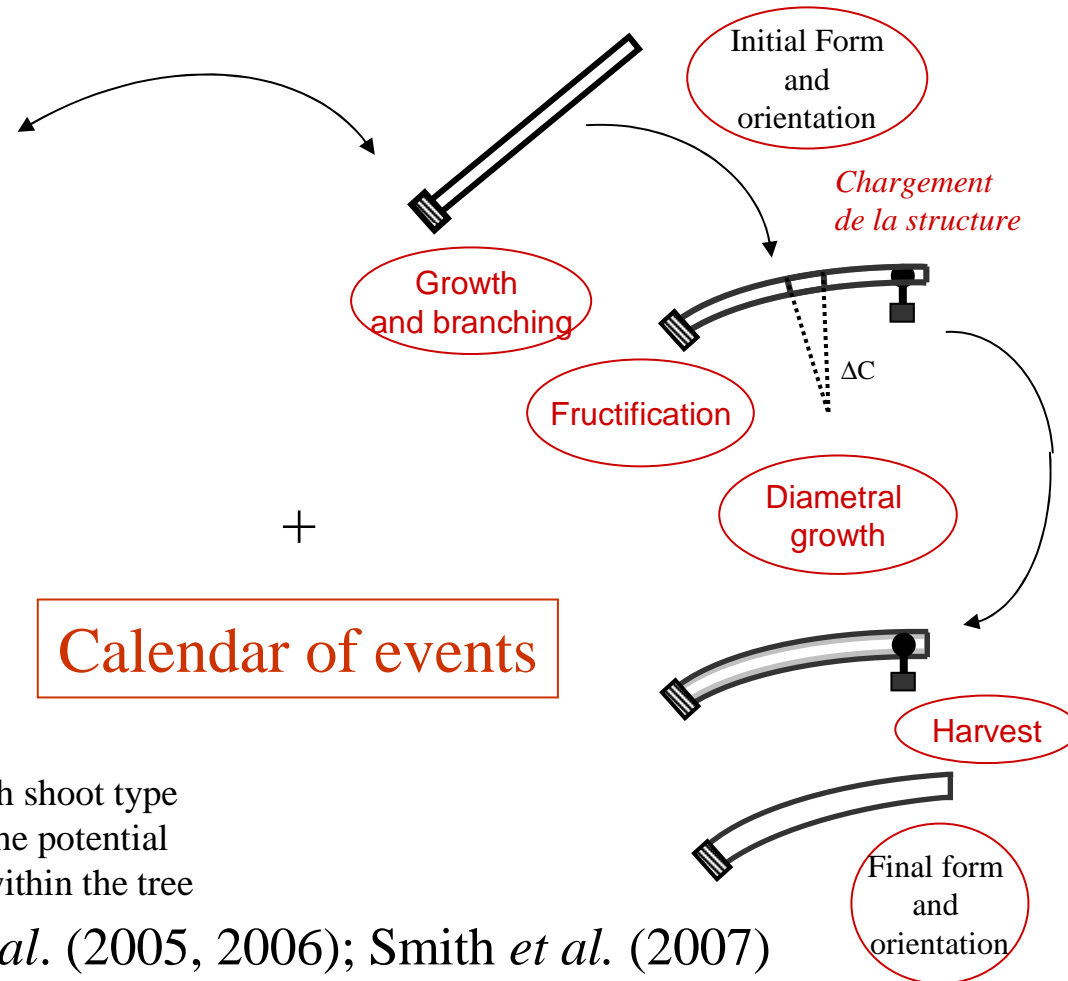 Initial Form
and
orientation
Chargement
de la structure
Growth
and branching
ΔC
Fructification
Diametral
growth
+
Calendar of events
Harvest
shoot type
potential
within the tree
Final form
and
orientation
al. (2005, 2006); Smith et al. (2007)